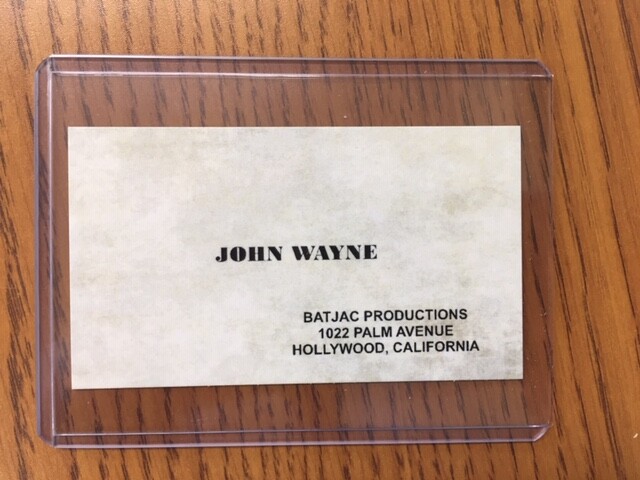 JOHN WAYNE
BATJAC PRODUCTIONS
1022 PALM AVENUE
HOLLYWOOD, CALIFORNIA